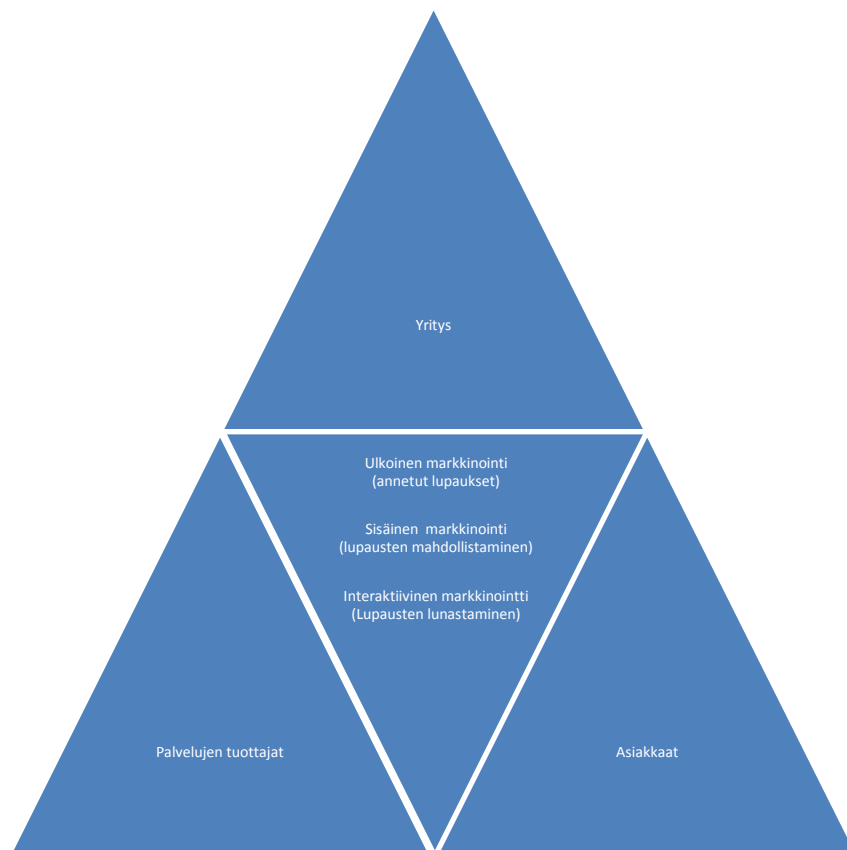 Yritys
Ulkoinen markkinointi
(annetut lupaukset)
Sisäinen  markkinointi
(lupausten mahdollistaminen)
Interaktiivinen markkinointti
(Lupausten lunastaminen)
Palvelujen tuottajat
Asiakkaat